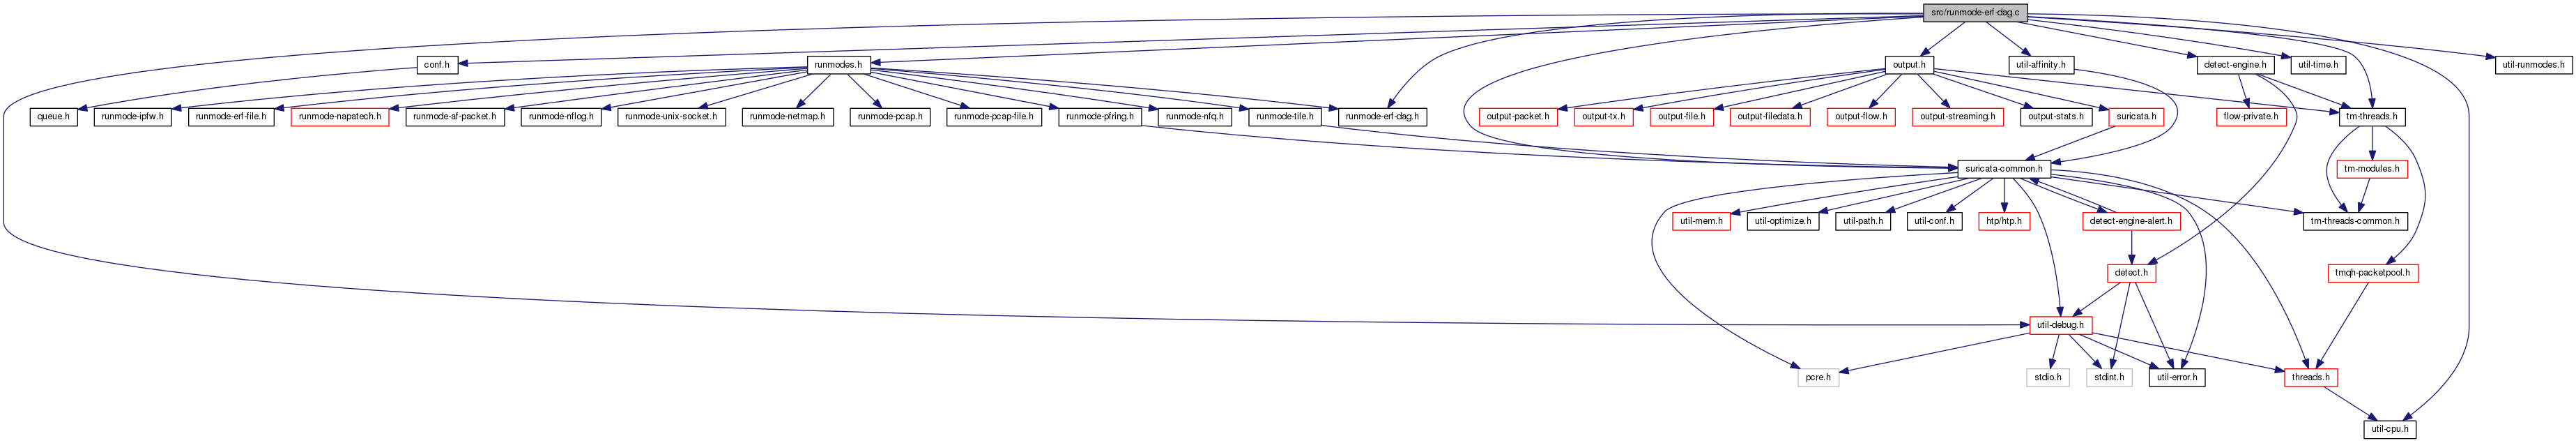 src/runmode-erf-dag.c
conf.h
runmodes.h
output.h
util-affinity.h
detect-engine.h
util-time.h
util-runmodes.h
queue.h
runmode-ipfw.h
runmode-erf-file.h
runmode-napatech.h
runmode-af-packet.h
runmode-nflog.h
runmode-unix-socket.h
runmode-netmap.h
runmode-pcap.h
runmode-pcap-file.h
runmode-pfring.h
runmode-nfq.h
runmode-tile.h
runmode-erf-dag.h
output-packet.h
output-tx.h
output-file.h
output-filedata.h
output-flow.h
output-streaming.h
output-stats.h
suricata.h
flow-private.h
tm-threads.h
suricata-common.h
tm-modules.h
util-mem.h
util-optimize.h
util-path.h
util-conf.h
htp/htp.h
detect-engine-alert.h
tm-threads-common.h
detect.h
tmqh-packetpool.h
util-debug.h
pcre.h
stdio.h
stdint.h
util-error.h
threads.h
util-cpu.h